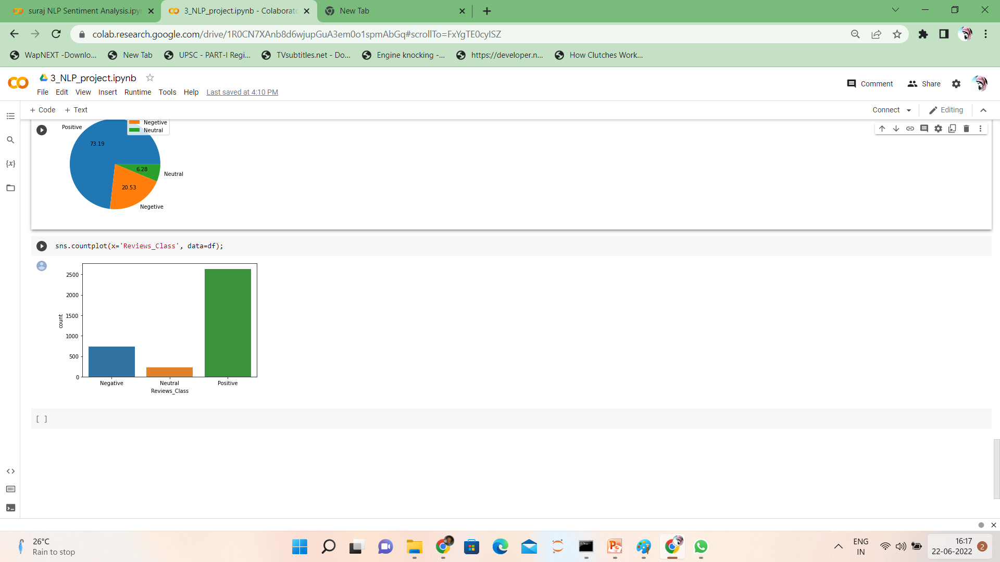 suraj NLP Sentiment Analysis.ipyn
3_NLP_project.ipynb - Colaborato
New Tab
colab.research.google.com/drive/1R0CN7XAnb8d6wjupGuA3em0o1spmAbGq#scrollTo=FxYgTE0cyISZ
WapNEXT -Downlo...
New Tab
UPSC - PART-I Regi...
TVsubtitles.net - Do...
Engine knocking -...
https://developer.n...
How Clutches Work...
3_NLP_project.ipynb
Comment
Share
File Edit View Insert Runtime Tools Help Last saved at 4:10 PM
+ Code + Text
Connect
Editing
{x}
Negetive
Neutral
Positive
73.19
6.28
Neutral
20.53
Negetive
sns.countplot(x='Reviews_Class', data=df);
2500
2000
1500
1000
500
0
count
Negative Neutral Positive
Reviews_Class
[ ]
26°C
Rain to stop
ENG
IN
16:17
22-06-2022
2